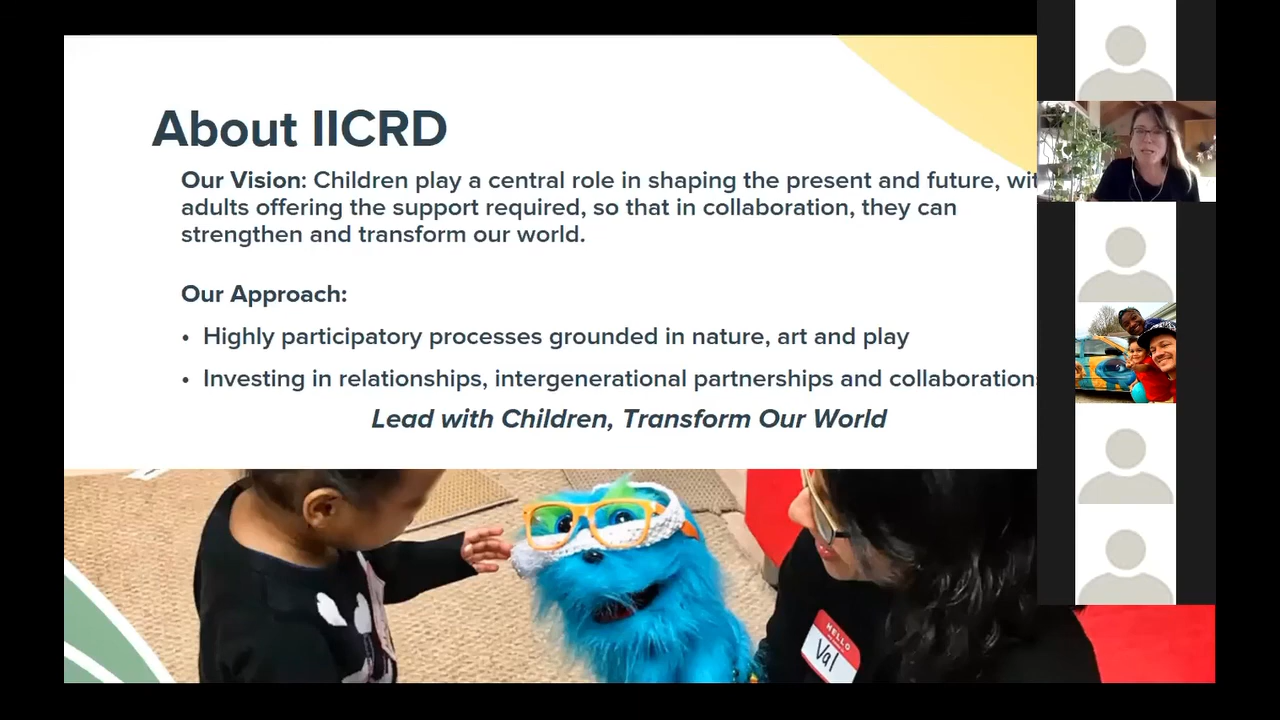 About IICRD
Our Vision: Children play a central role in shaping the present and future, wit
adults offering the support required, so that in collaboration, they can
strengthen and transform our world.
Our Approach:
• Highly participatory processes grounded in nature, art and play
• Investing in relationships, intergenerational partnerships and collaboration
Lead with Children, Transform Our World
HELLO
Val